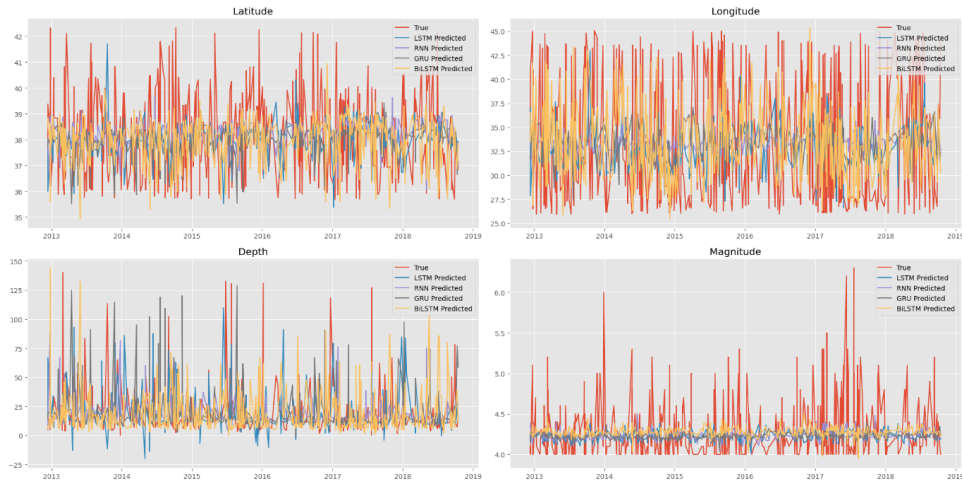 Latitude
42
41
40
39
38
37
36
35
True
LSTM Predicted
RNN Predicted
GRU Predicted
BiLSTM Predicted
2013 2014 2015 2016 2017 2018 2019
Longitude
45.0
42.5
40.0
37.5
35.0
32.5
30.0
27.5
25.0
True
LSTM Predicted
RNN Predicted
GRU Predicted
BiLSTM Predicted
2013 2014 2015 2016 2017 2018 2019
Depth
150
125
100
75
50
25
0
−25
True
LSTM Predicted
RNN Predicted
GRU Predicted
BiLSTM Predicted
2013 2014 2015 2016 2017 2018 2019
Magnitude
6.0
5.5
5.0
4.5
4.0
True
LSTM Predicted
RNN Predicted
GRU Predicted
BiLSTM Predicted
2013 2014 2015 2016 2017 2018 2019